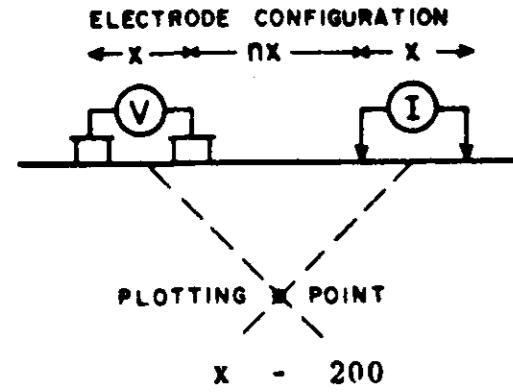 ELECTRODE CONFIGURATION
x nx x
V I
PLOTTING POINT
x - 200